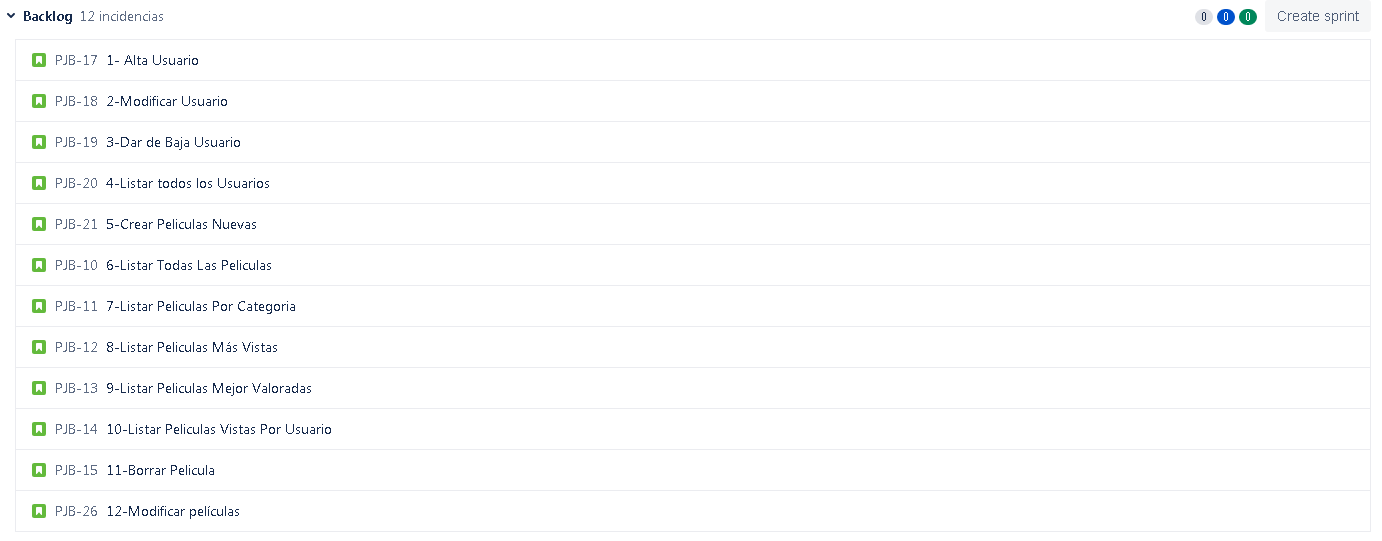 Backlog 12 incidencias 0 0 0 Create sprint
PJB-17 1- Alta Usuario
PJB-18 2-Modificar Usuario
PJB-19 3-Dar de Baja Usuario
PJB-20 4-Listar todos los Usuarios
PJB-21 5-Crear Peliculas Nuevas
PJB-10 6-Listar Todas Las Peliculas
PJB-11 7-Listar Peliculas Por Categoria
PJB-12 8-Listar Peliculas Más Vistas
PJB-13 9-Listar Peliculas Mejor Valoradas
PJB-14 10-Listar Peliculas Vistas Por Usuario
PJB-15 11-Borrar Pelicula
PJB-26 12-Modificar películas